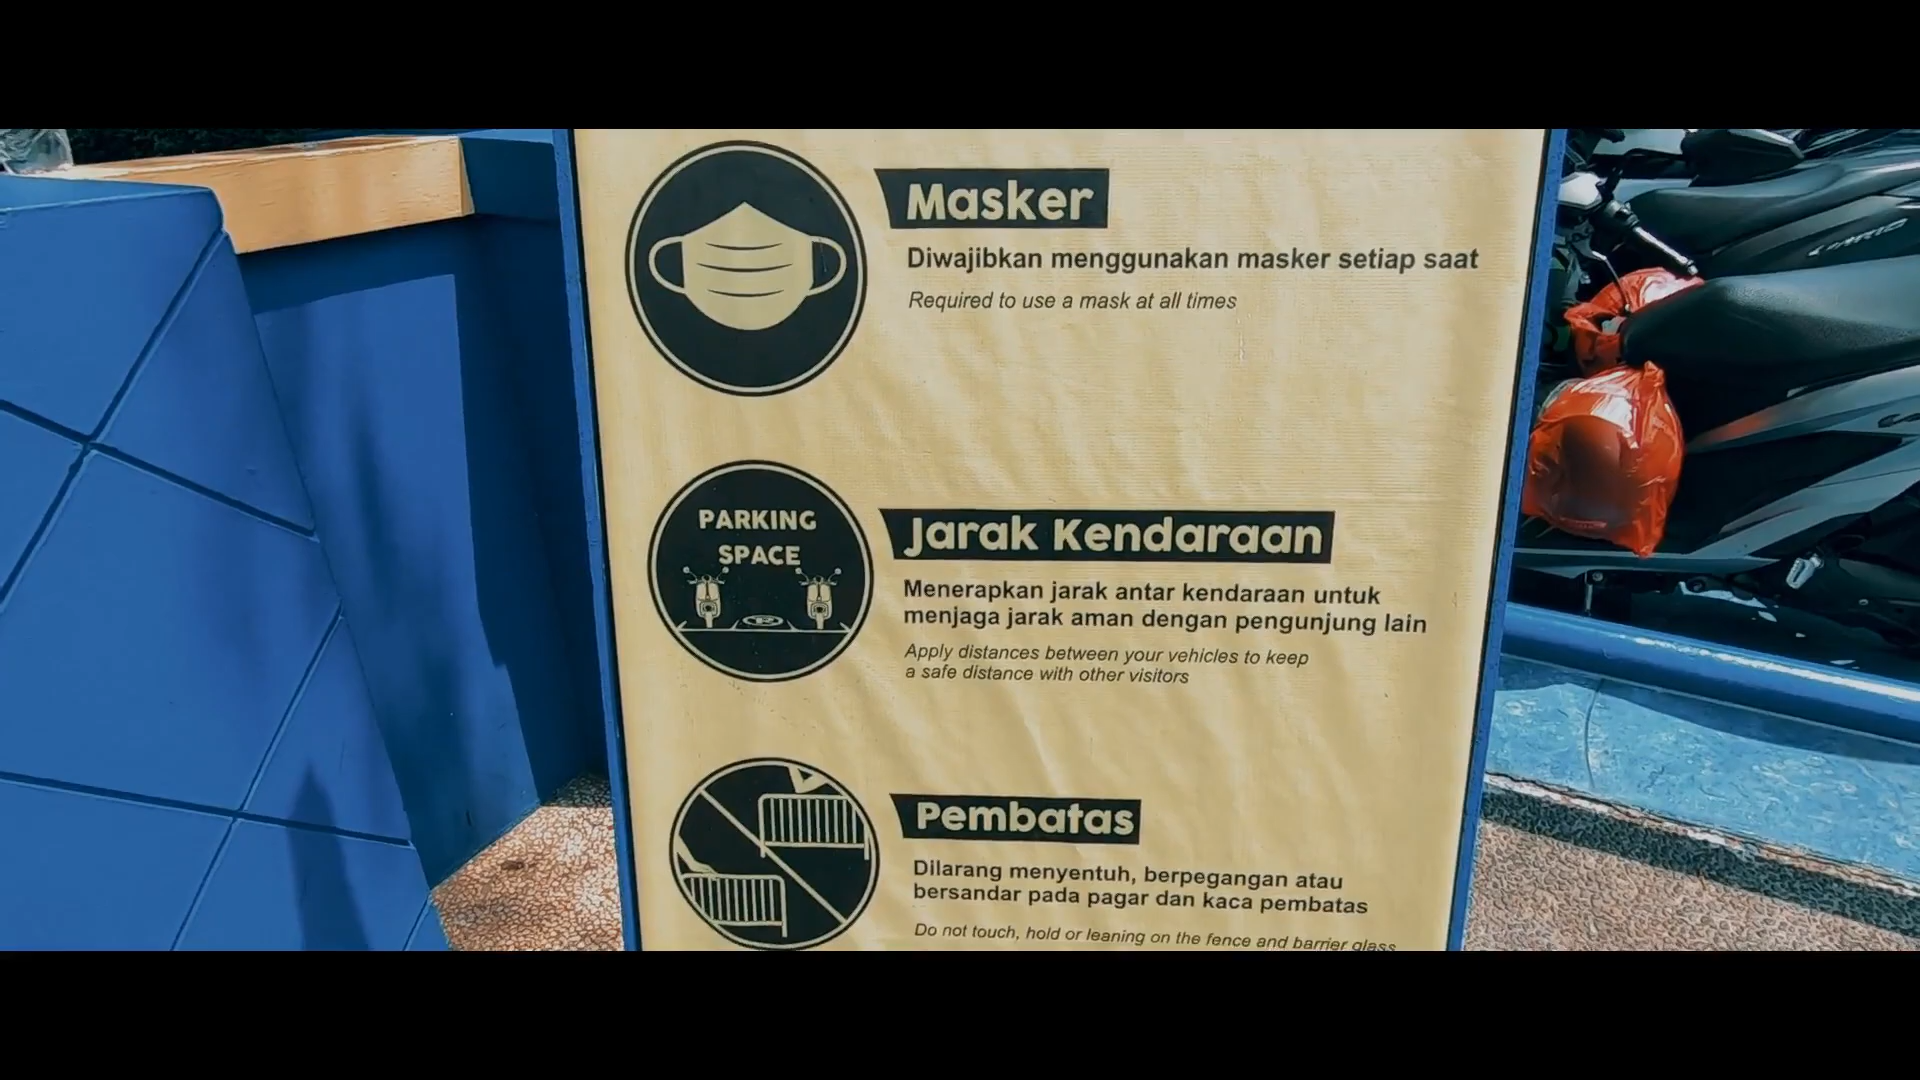 Masker
Diwajibkan menggunakan masker setiap saat
Required to use a mask at all times
PARKING
SPACE
Jarak Kendaraan
Menerapkan jarak antar kendaraan untuk
menjaga jarak aman dengan pengunjung lain
Apply distances between your vehicles to keep
a safe distance with other visitors
Pembatas
Dilarang menyentuh, berpegangan atau
bersandar pada pagar dan kaca pembatas
Do not touch, hold or leaning on the fence and barrier glass